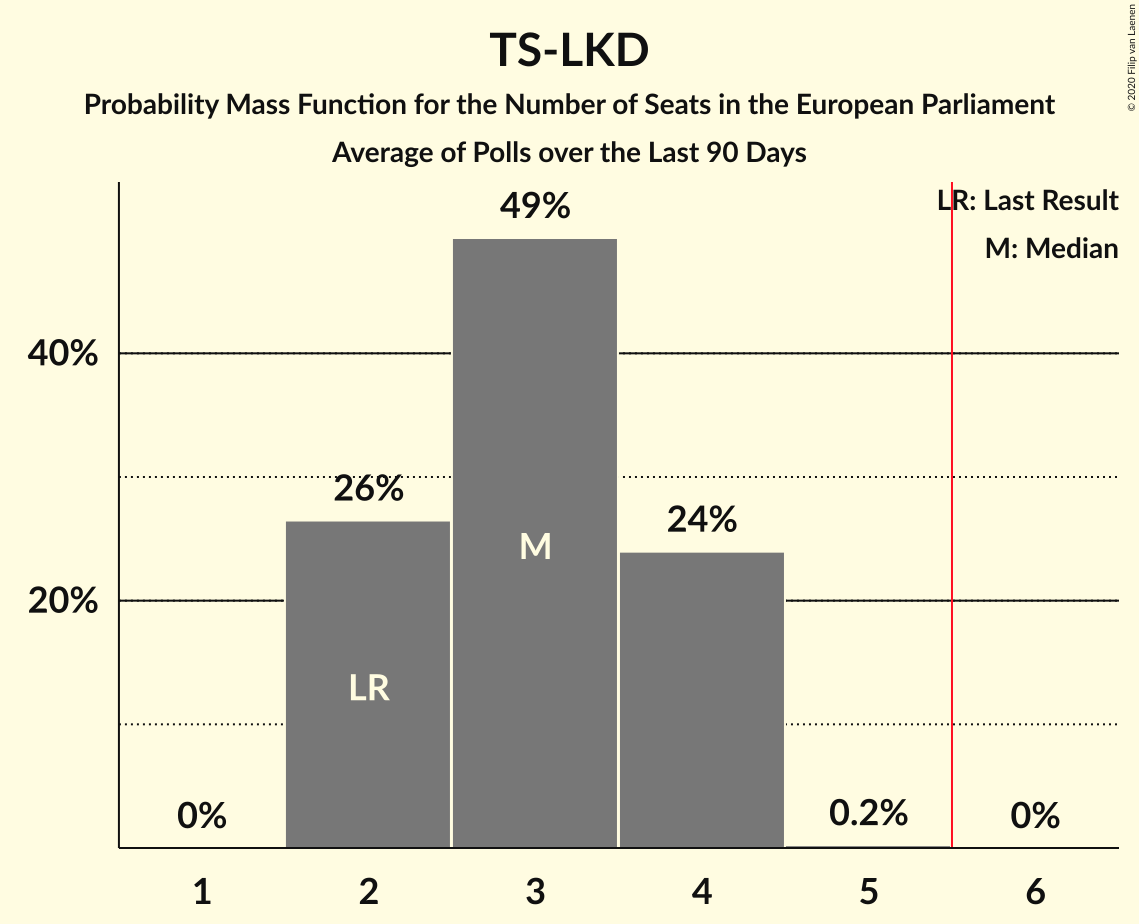 TS-LKD
Probability Mass Function for the Number of Seats in the European Parliament
Average of Polls over the Last 90 Days
© 2020 Filip van Laenen
LR: Last Result
M: Median
49%
40%
26%
24%
M
20%
LR
0%
0.2%
0%
1 2 3 4 5 6